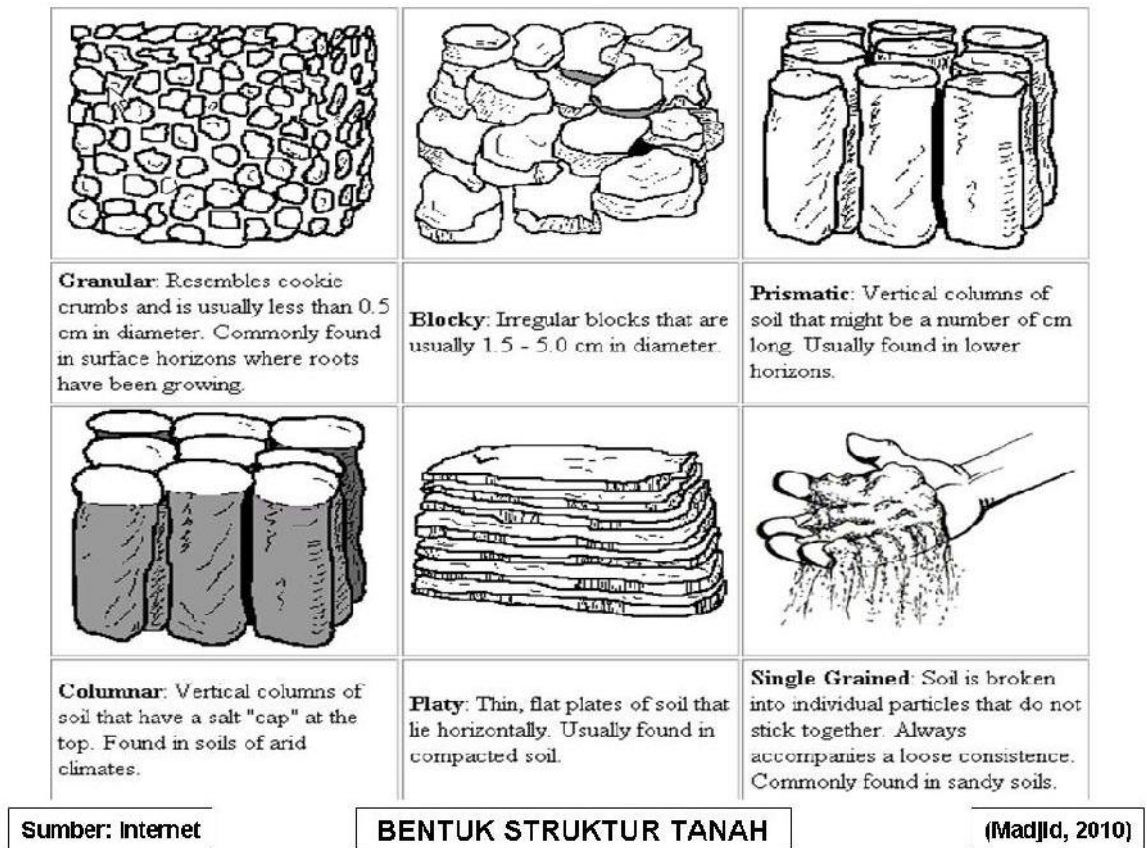 Granular: Resembles cookie
crumbs and is usually less than 0.5
cm in diameter. Commonly found
in surface horizons where roots
have been growing.
Blocky: Irregular blocks that are
usually 1.5 - 5.0 cm in diameter.
Prismatic: Vertical columns of
soil that might be a number of cm
long. Usually found in lower
horizons.
Columnar: Vertical columns of
soil that have a salt "cap" at the
top. Found in soils of arid
climates.
Platy: Thin, flat plates of soil that
lie horizontally. Usually found in
compacted soil.
Single Grained: Soil is broken
into individual particles that do not
stick together. Always
accompanies a loose consistence.
Commonly found in sandy soils.
Sumber: Internet
BENTUK STRUKTUR TANAH
(Madjid, 2010)